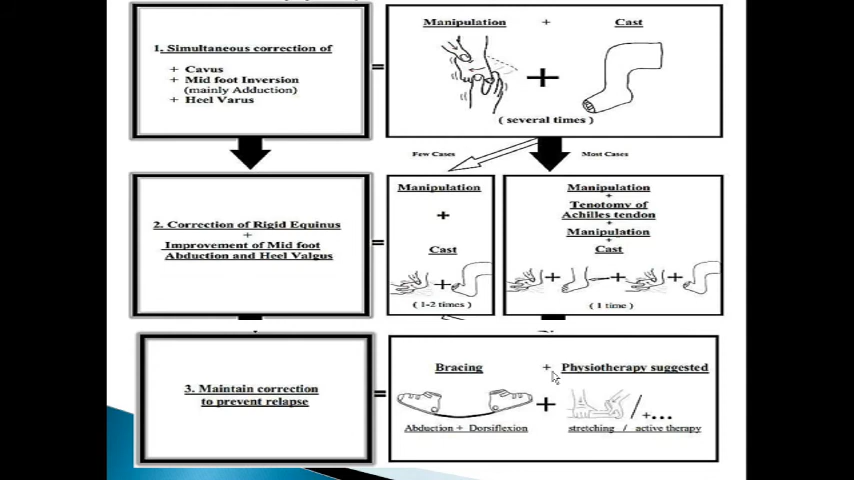 1. Simultaneous correction of
+ Cavus
+ Mid foot Inversion
(mainly Adduction)
+ Heel Varus
=
Manipulation + Cast
+
( several times )
Few Cases
Most Cases
2. Correction of Rigid Equinus
+
Improvement of Mid foot
Abduction and Heel Valgus
=
Manipulation
+
Cast
+
( 1-2 times )
Manipulation
+
Tenotomy of
Achilles tendon
+
Manipulation
+
Cast
+ + +
( 1 time )
3. Maintain correction
to prevent relapse
=
Bracing + Physiotherapy suggested
+ / +...
Abduction + Dorsiflexion
stretching / active therapy